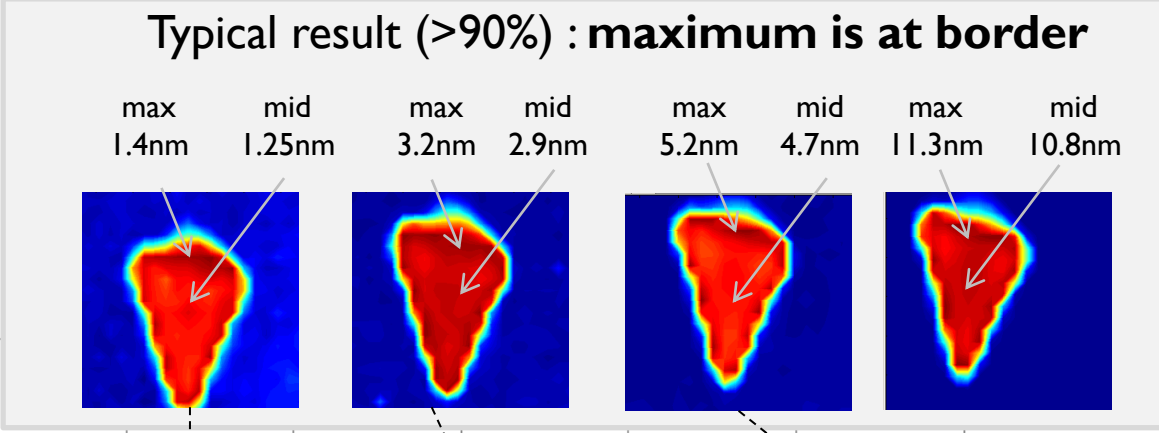 Typical result (>90%) : maximum is at border
max mid max mid max mid max mid
1.4nm 1.25nm 3.2nm 2.9nm 5.2nm 4.7nm 11.3nm 10.8nm